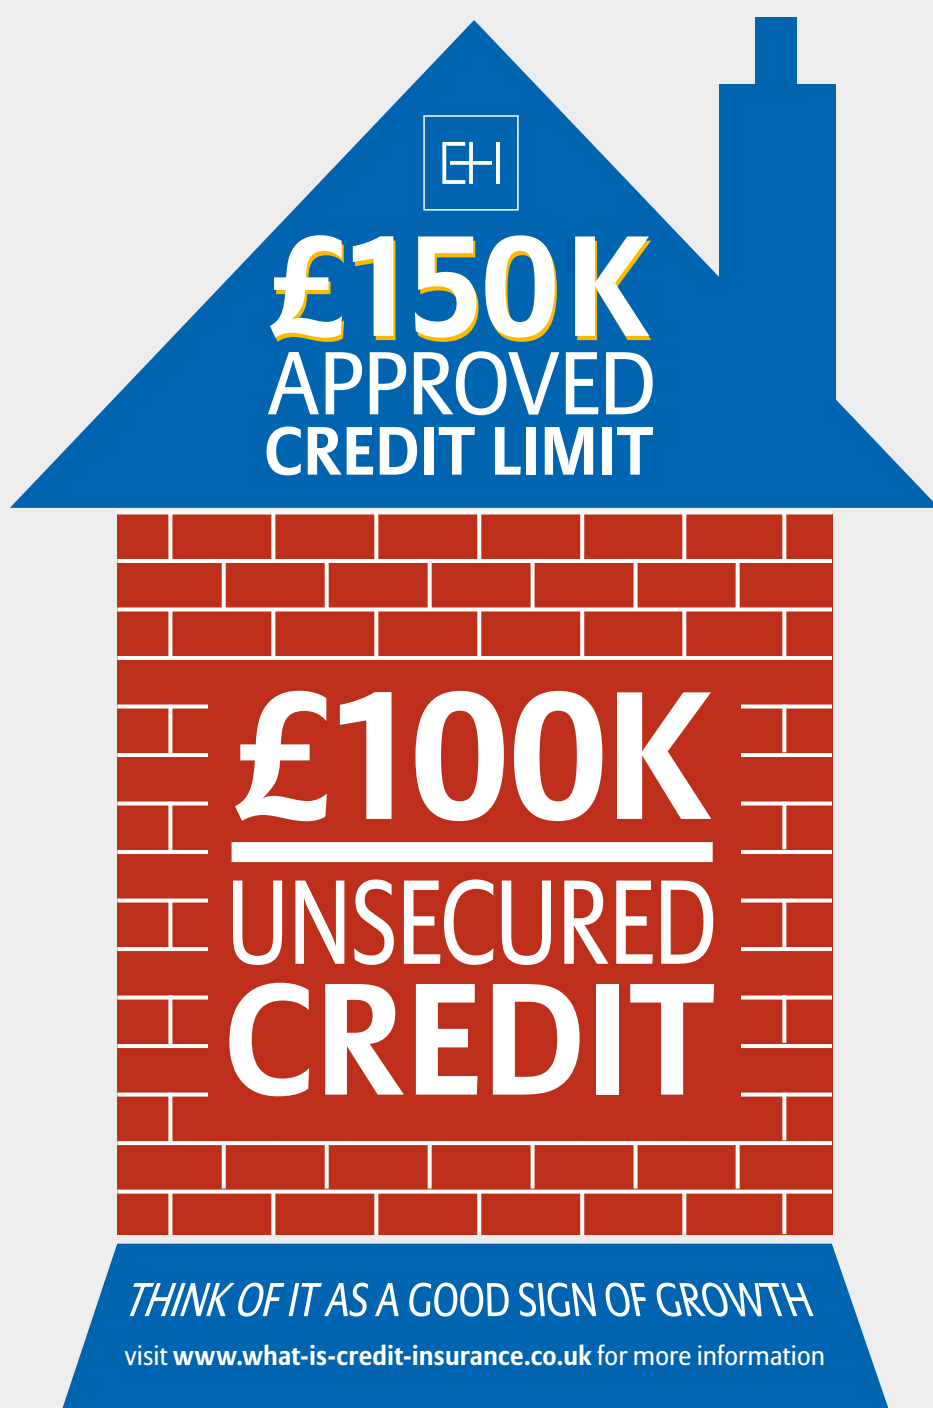 EH
£150K
APPROVED
CREDIT LIMIT
£100K
UNSECURED
CREDIT
THINK OF IT AS A GOOD SIGN OF GROWTH
visit www.what-is-credit-insurance.co.uk for more information